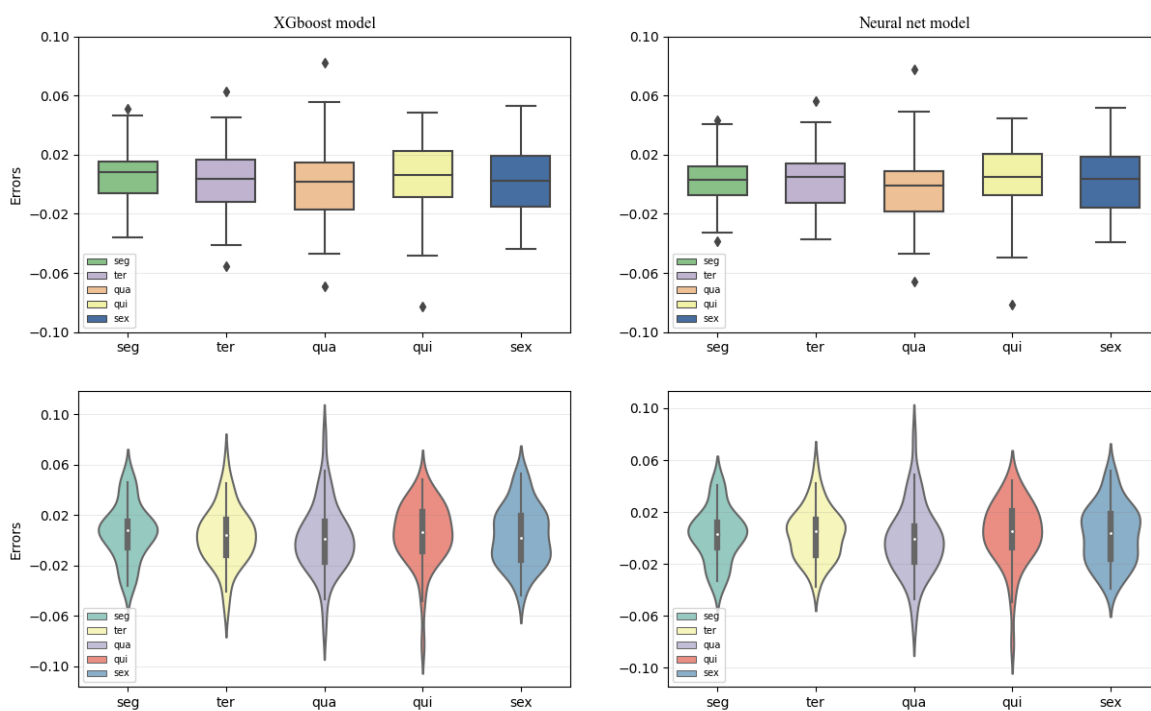 XGboost model
Neural net model
0.10
0.06
0.02
−0.02
−0.06
−0.10
Errors
seg
ter
qua
qui
sex
seg
ter
qua
qui
sex
0.10
0.06
0.02
−0.02
−0.06
−0.10
seg
ter
qua
qui
sex
seg
ter
qua
qui
sex
0.10
0.06
0.02
−0.02
−0.06
−0.10
Errors
seg
ter
qua
qui
sex
seg
ter
qua
qui
sex
0.10
0.06
0.02
−0.02
−0.06
−0.10
seg
ter
qua
qui
sex
seg
ter
qua
qui
sex